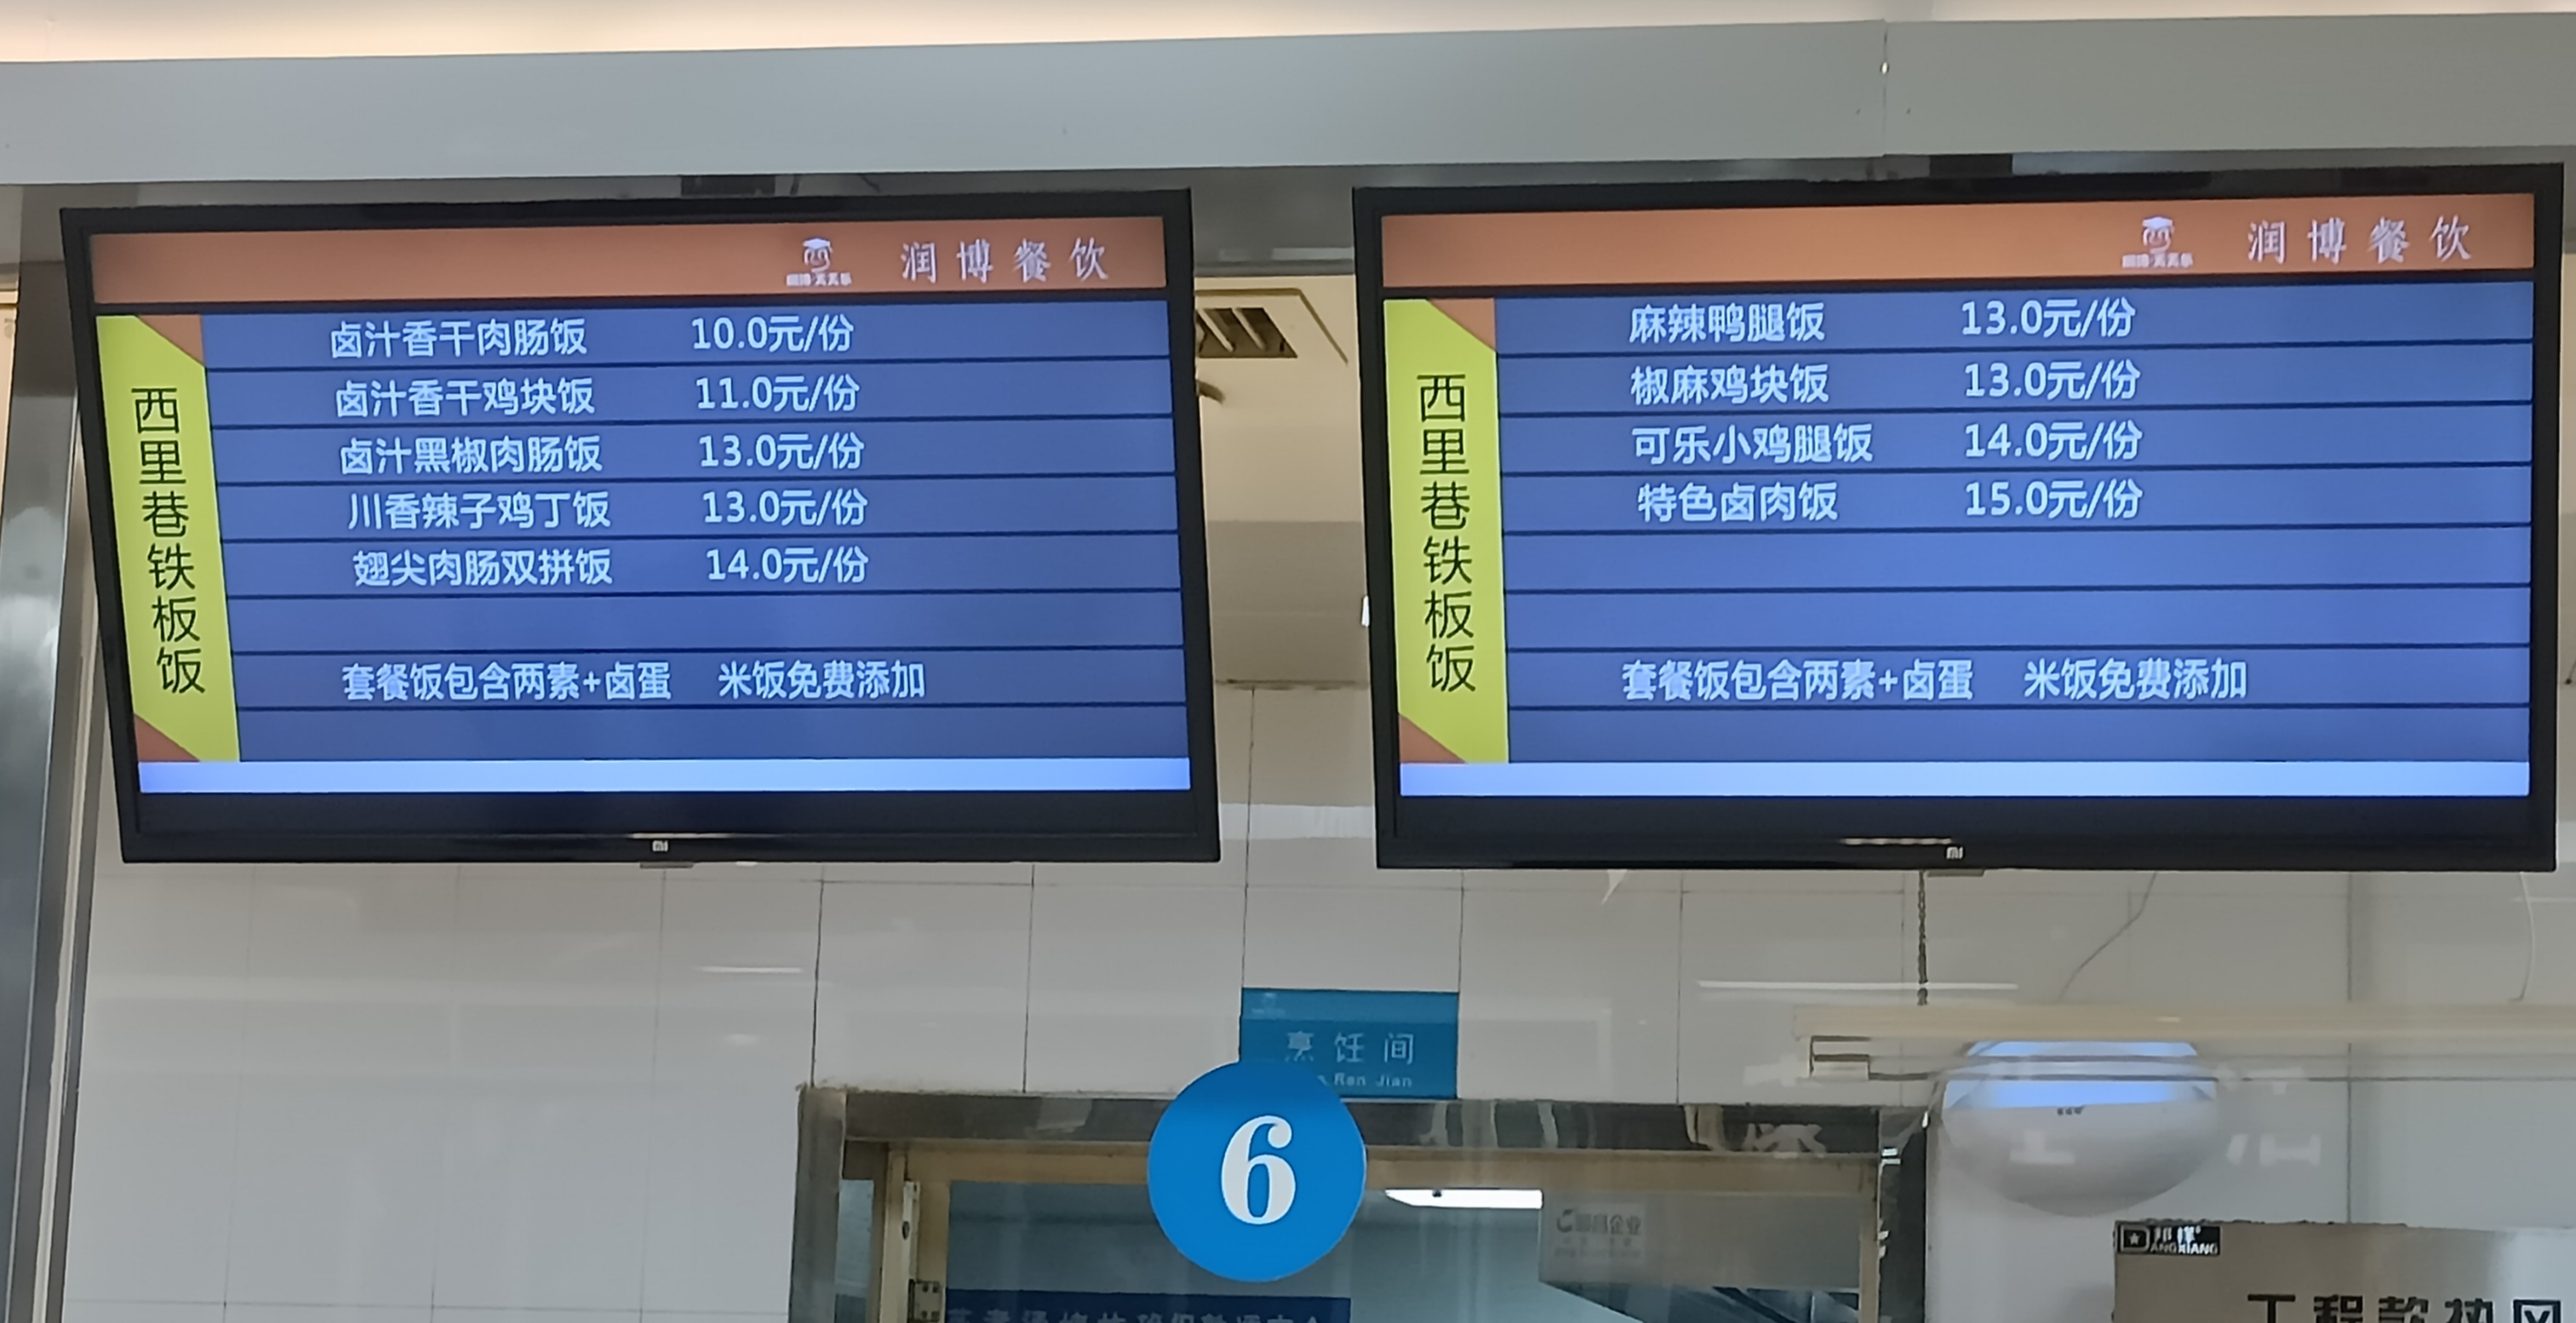 润博餐饮
西里巷铁板饭
卤汁香干肉肠饭 10.0元/份
卤汁香干鸡块饭 11.0元/份
卤汁黑椒肉肠饭 13.0元/份
川香辣子鸡丁饭 13.0元/份
翅尖肉肠双拼饭 14.0元/份
套餐饭包含两素+卤蛋 米饭免费添加
润博餐饮
西里巷铁板饭
麻辣鸭腿饭 13.0元/份
椒麻鸡块饭 13.0元/份
可乐小鸡腿饭 14.0元/份
特色卤肉饭 15.0元/份
套餐饭包含两素+卤蛋 米饭免费添加
烹饪间
Ren Jian
6